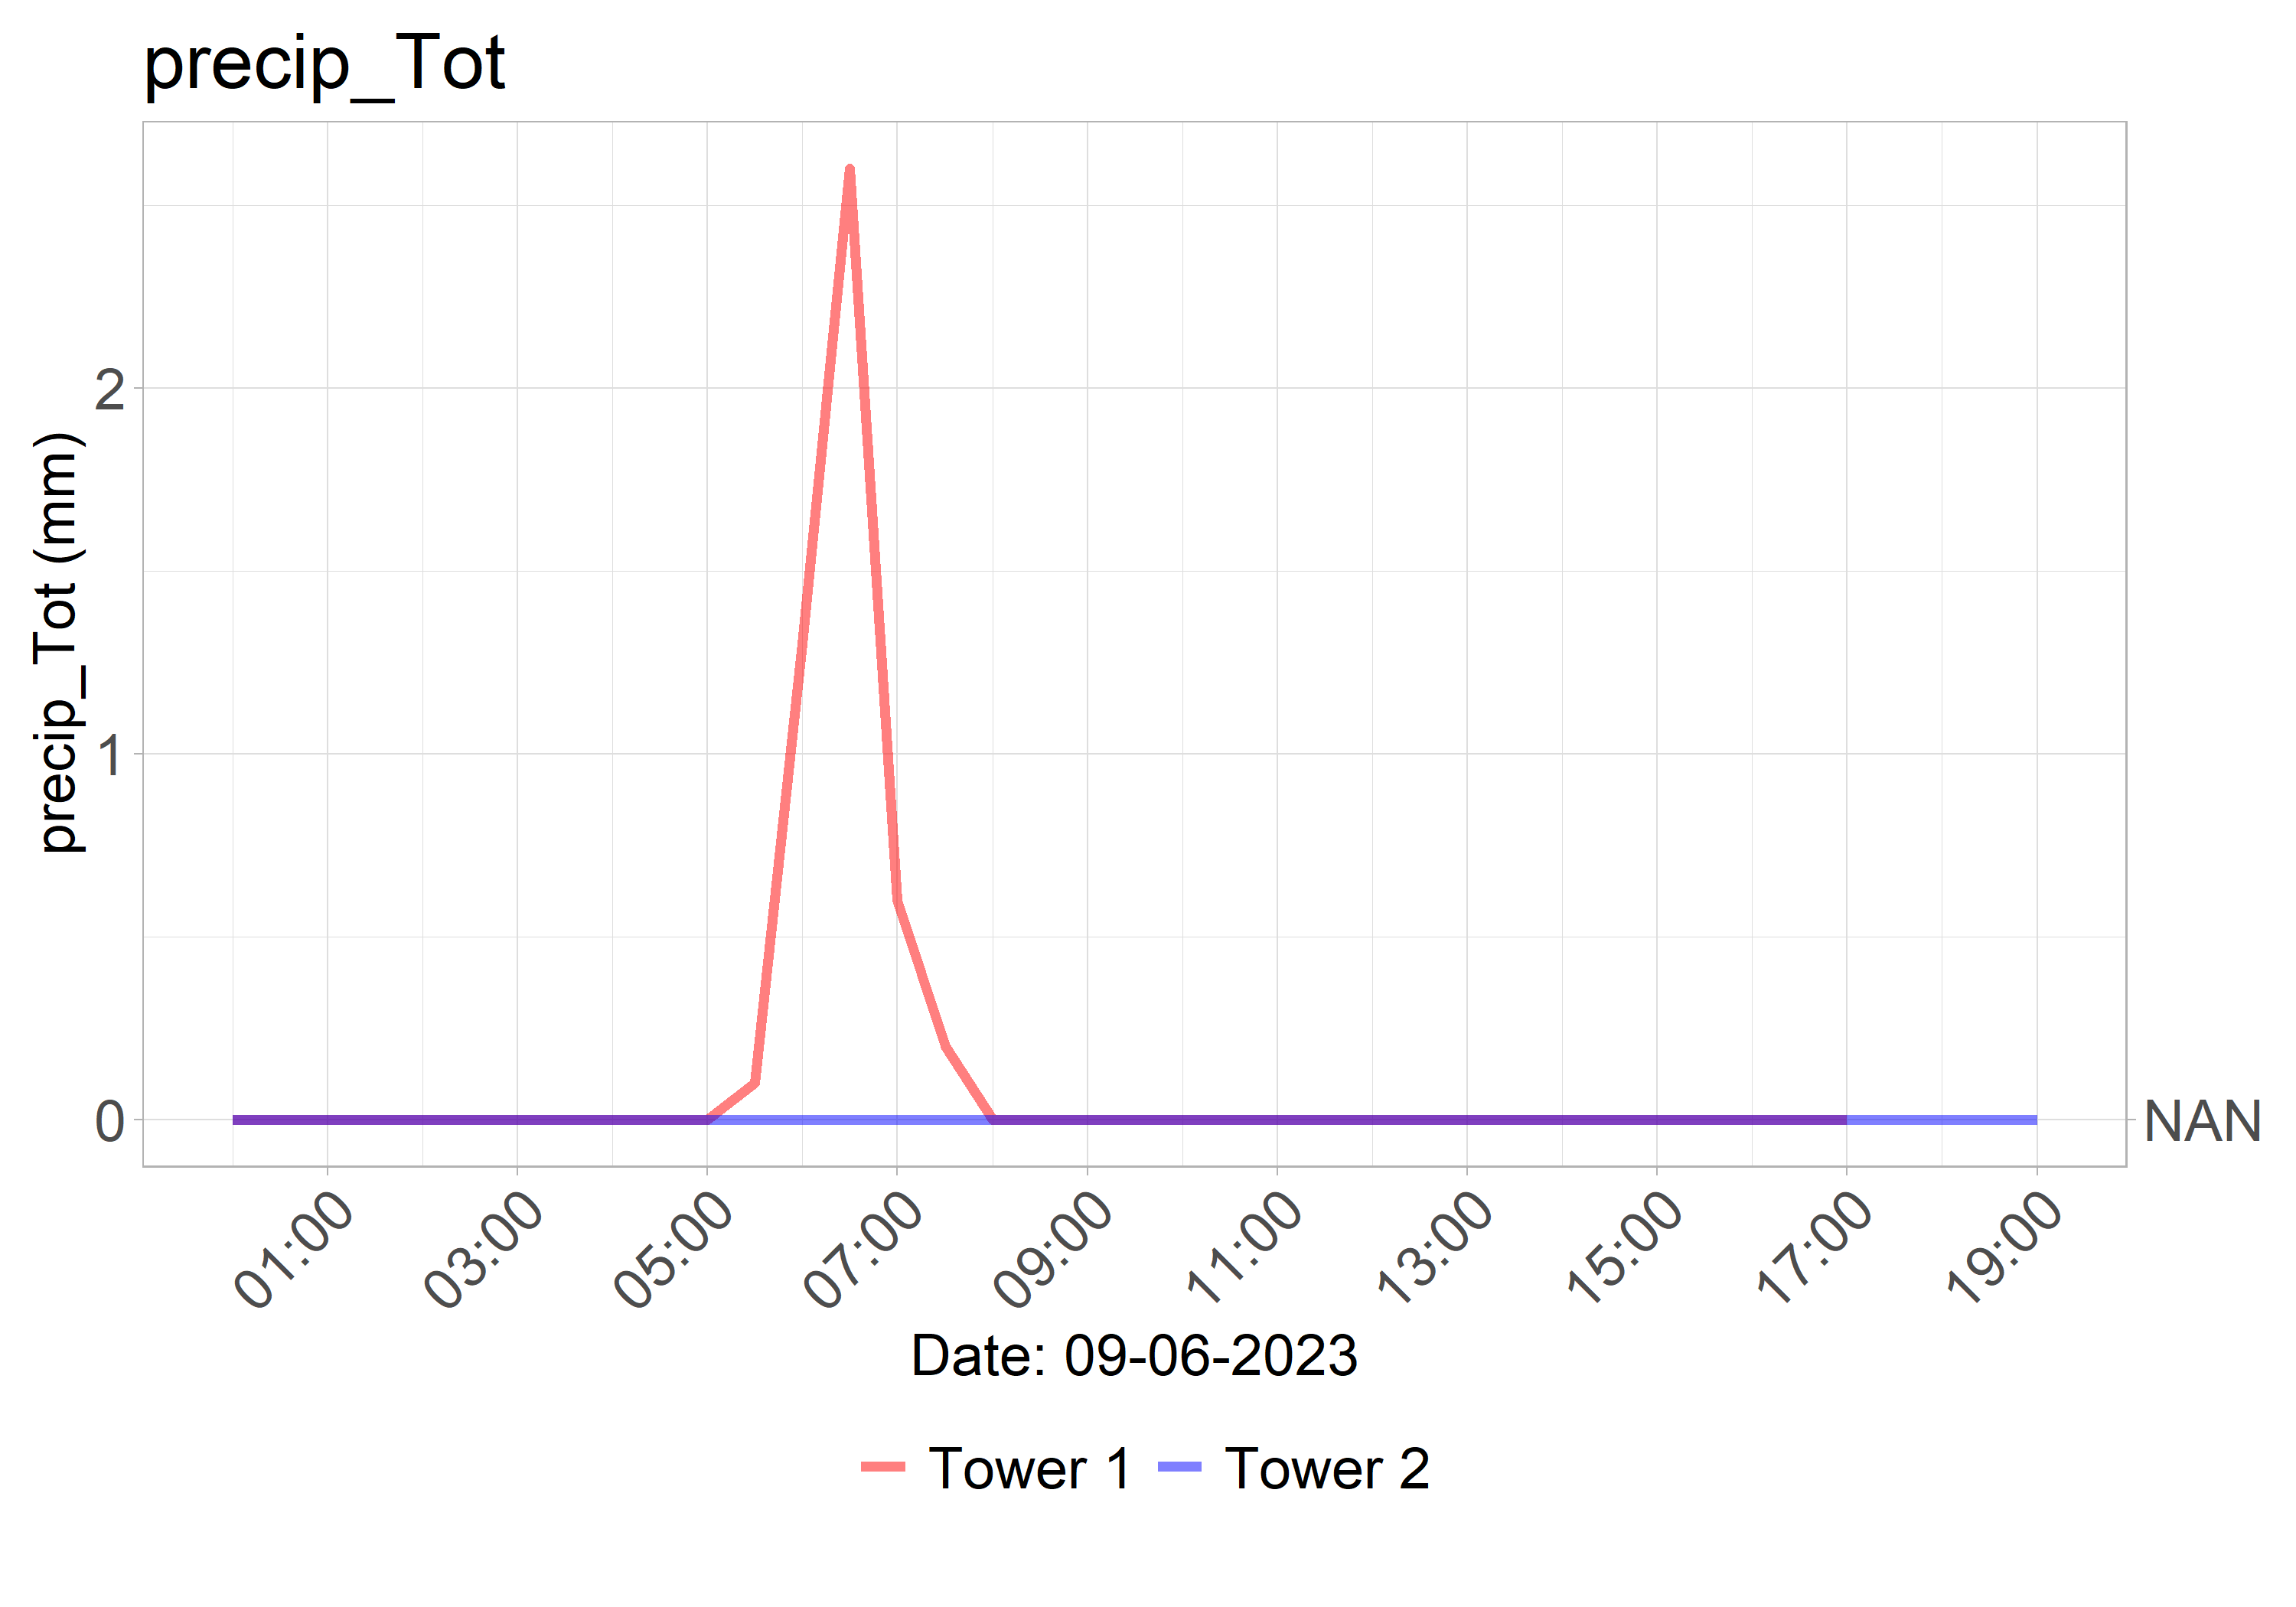 precip_Tot
precip_Tot (mm)
2
1
0
NAN
01:00 03:00 05:00 07:00 09:00 11:00 13:00 15:00 17:00 19:00
Date: 09-06-2023
Tower 1 Tower 2